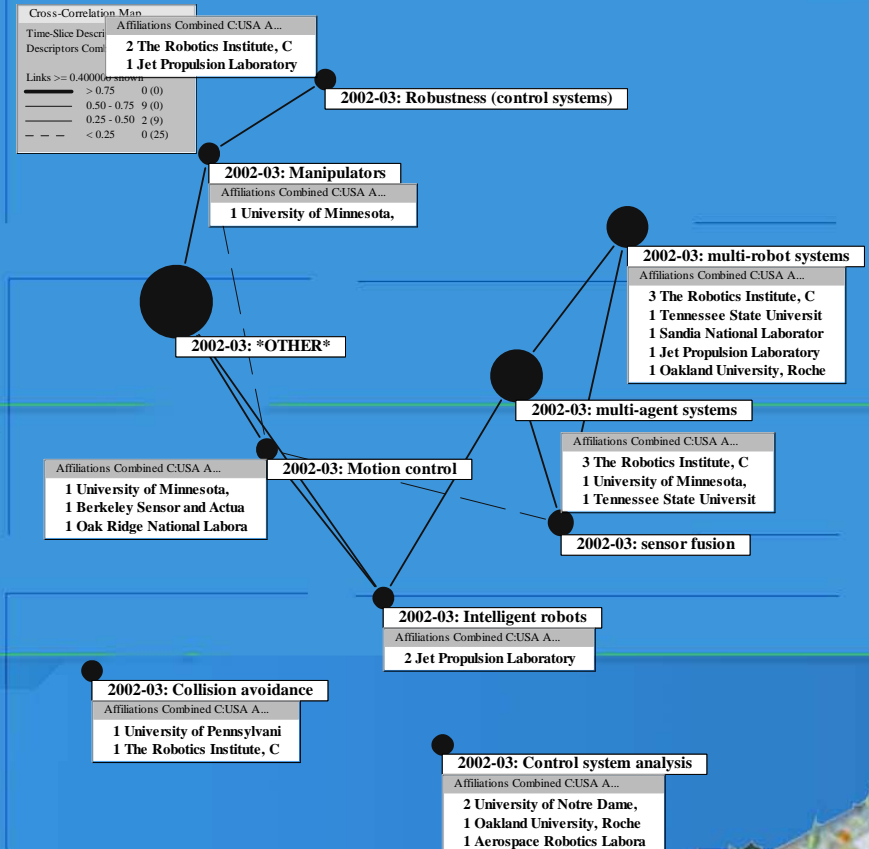 Cross-Correlation Map
Time-Slice Descri
Descriptors Comb
Links >= 0.400000 shown
> 0.75 0 (0)
0.50 - 0.75 9 (0)
0.25 - 0.50 2 (9)
< 0.25 0 (25)
Affiliations Combined C:USA A...
2 The Robotics Institute, C
1 Jet Propulsion Laboratory
2002-03: Robustness (control systems)
2002-03: Manipulators
Affiliations Combined C:USA A...
1 University of Minnesota,
2002-03: multi-robot systems
Affiliations Combined C:USA A...
3 The Robotics Institute, C
1 Tennessee State Universit
1 Sandia National Laborator
1 Jet Propulsion Laboratory
1 Oakland University, Roche
2002-03: *OTHER*
2002-03: multi-agent systems
Affiliations Combined C:USA A...
3 The Robotics Institute, C
1 University of Minnesota,
1 Tennessee State Universit
2002-03: Motion control
Affiliations Combined C:USA A...
1 University of Minnesota,
1 Berkeley Sensor and Actua
1 Oak Ridge National Labora
2002-03: sensor fusion
2002-03: Intelligent robots
Affiliations Combined C:USA A...
2 Jet Propulsion Laboratory
2002-03: Collision avoidance
Affiliations Combined C:USA A...
1 University of Pennsylvani
1 The Robotics Institute, C
2002-03: Control system analysis
Affiliations Combined C:USA A...
2 University of Notre Dame,
1 Oakland University, Roche
1 Aerospace Robotics Labora